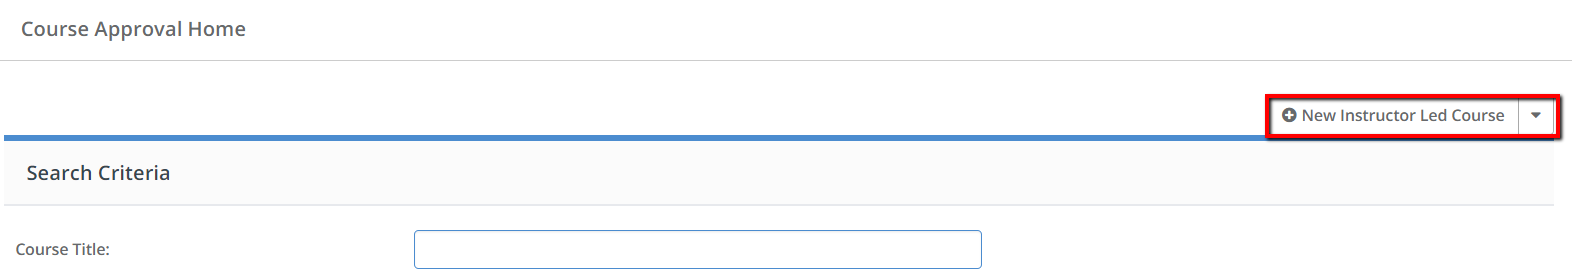 Course Approval Home
New Instructor Led Course
Search Criteria
Course Title: